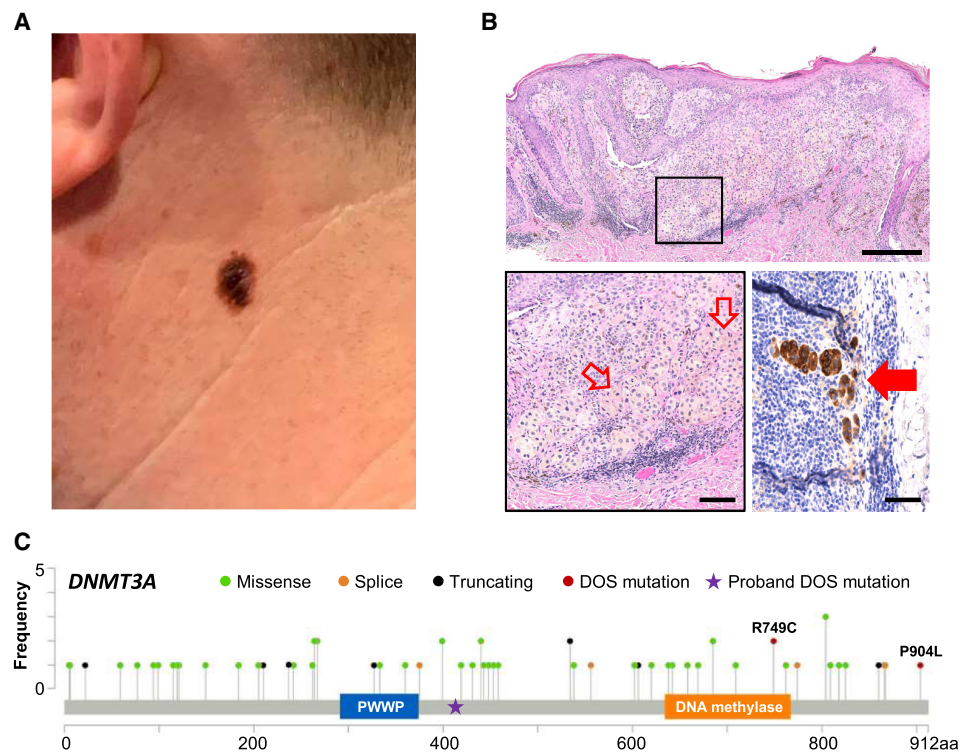 A
B
C
5
0
Frequency
DNMT3A
Missense
Splice
Truncating
DOS mutation
Proband DOS mutation
R749C
P904L
PWWP
DNA methylase
0
200
400
600
800
912aa